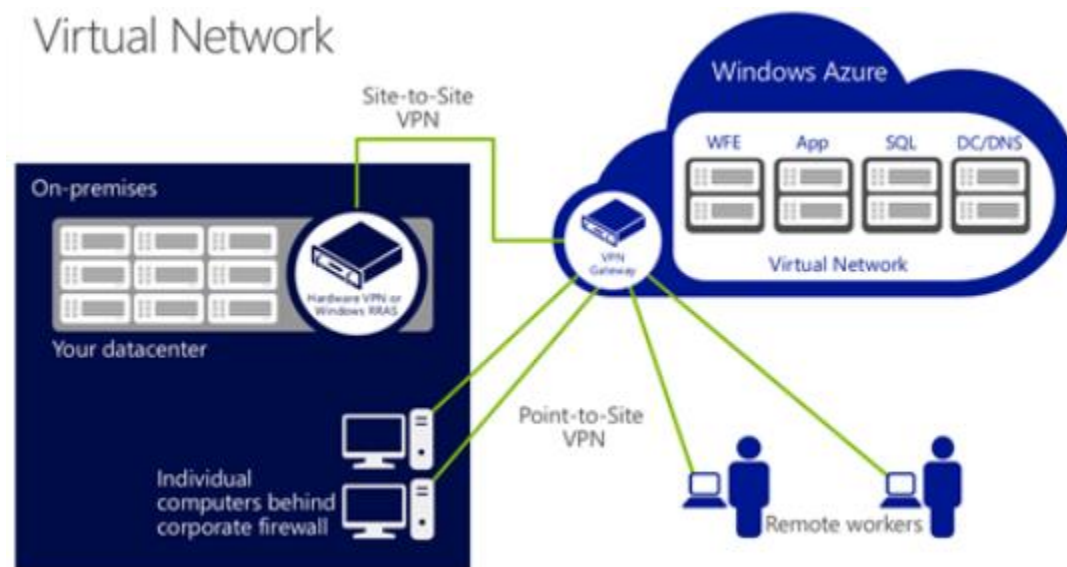 Virtual Network
Site-to-Site
VPN
Windows Azure
WFE
App
SQL
DC/DNS
Virtual Network
VPN
Gateway
On-premises
Hardware VPN or
Windows RRAS
Your datacenter
Point-to-Site
VPN
Individual
computers behind
corporate firewall
Remote workers